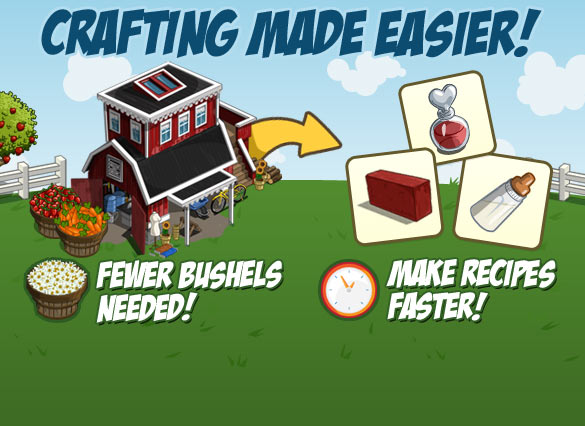 CRAFTING MADE EASIER!
FEWER BUSHELS
NEEDED!
MAKE RECIPES
FASTER!